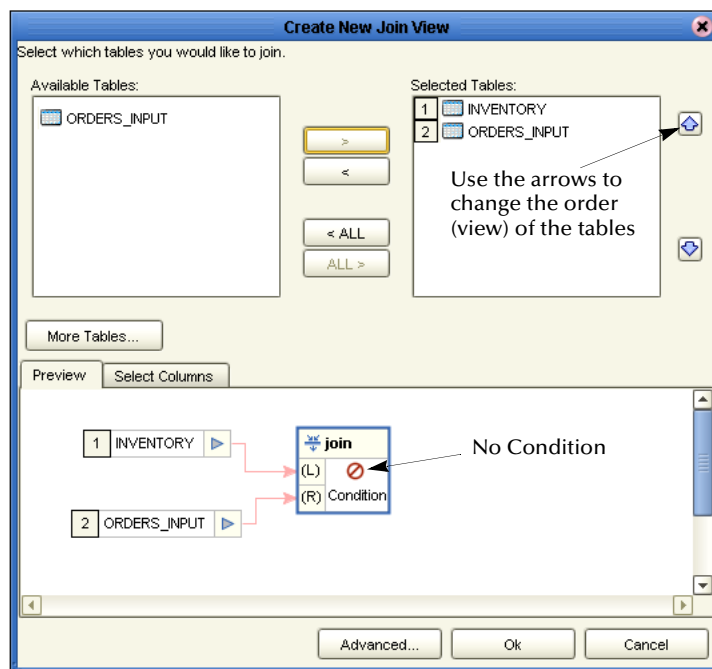 Create New Join View
Select which tables you would like to join.
Available Tables:
ORDERS_INPUT
>
<
< ALL
ALL >
Selected Tables:
1 INVENTORY
2 ORDERS_INPUT
Use the arrows to
change the order
(view) of the tables
More Tables...
Preview
Select Columns
1 INVENTORY
2 ORDERS_INPUT
join
(L)
(R) Condition
No Condition
Advanced...
Ok
Cancel